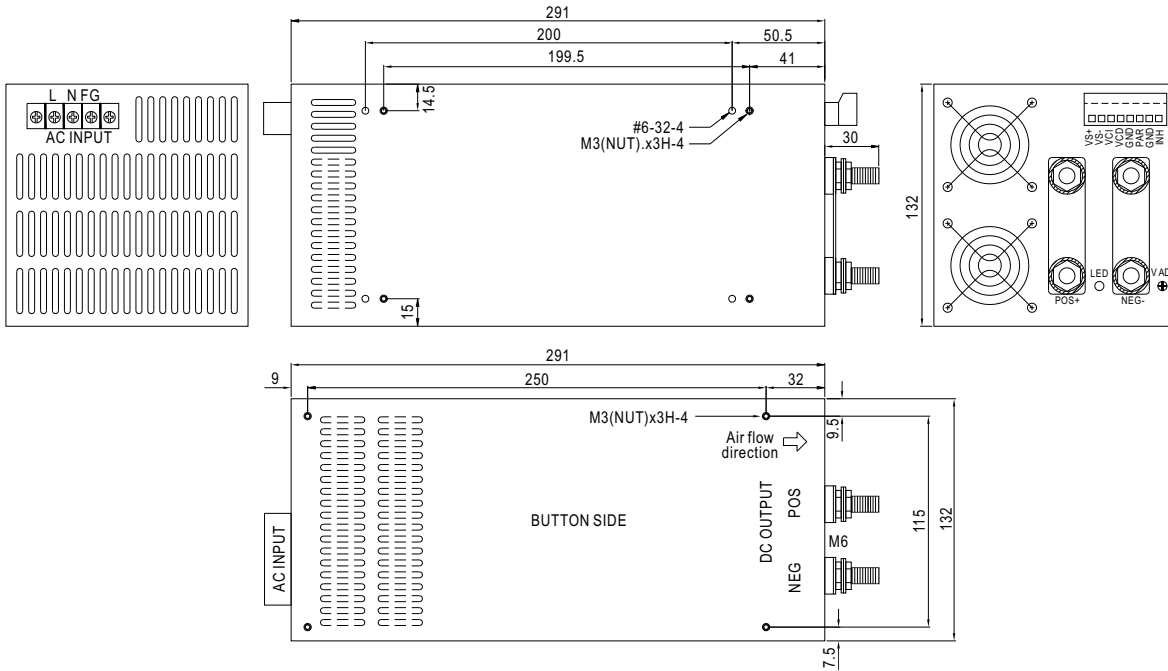 291
200
50.5
199.5
41
L N FG
AC INPUT
14.5
#6-32-4
M3(NUT).x3H-4
30
VS+
VS-
VCI
VCD
GND
PAR
GND
INH
132
LED
V AD
POS+
NEG-
15
291
9
250
32
M3(NUT)x3H-4
9.5
Air flow
direction
DC OUTPUT
POS
BUTTON SIDE
115
132
AC INPUT
M6
NEG
7.5